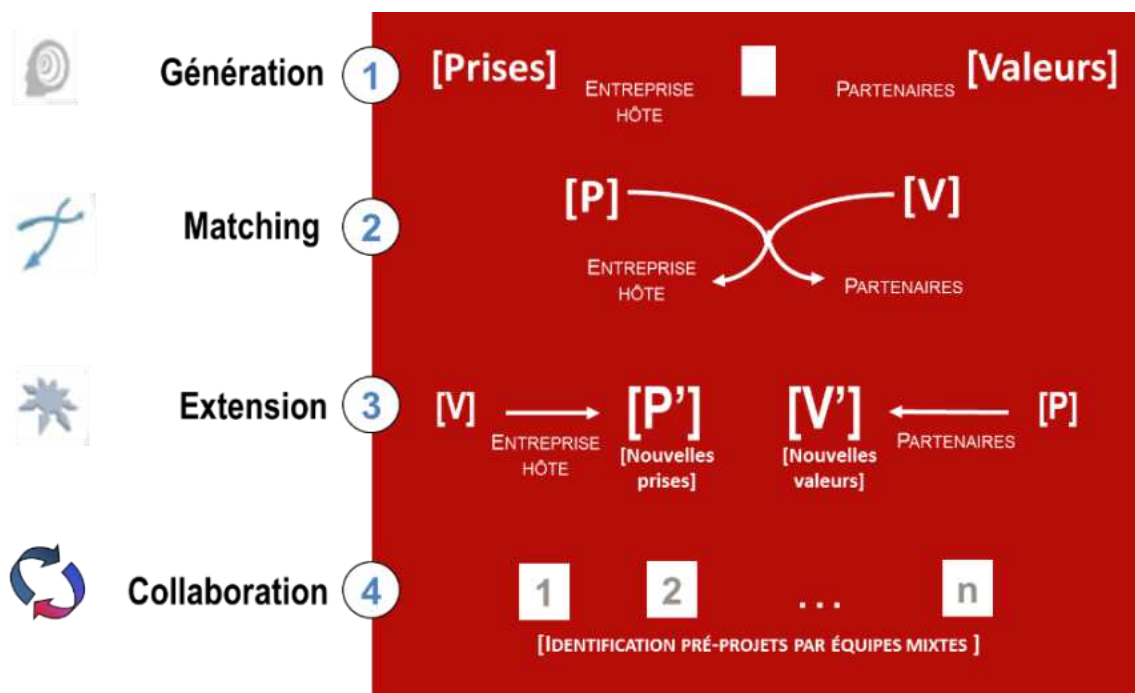 Génération 1 [Prises] ENTREPRISE HÔTE PARTENAIRES [Valeurs]
Matching 2 [P] [V]
ENTREPRISE HÔTE PARTENAIRES
Extension 3 [V] [P'] [V'] [P]
ENTREPRISE HÔTE [Nouvelles prises] [Nouvelles valeurs] PARTENAIRES
Collaboration 4 1 2 ... n
[IDENTIFICATION PRÉ-PROJETS PAR ÉQUIPES MIXTES ]